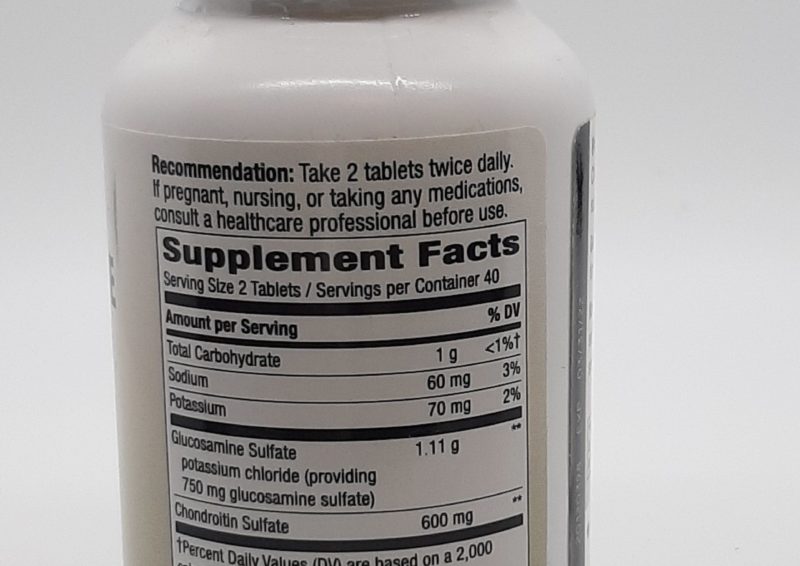 Recommendation: Take 2 tablets twice daily.
If pregnant, nursing, or taking any medications,
consult a healthcare professional before use.
Supplement Facts
Serving Size 2 Tablets / Servings per Container 40
Amount per Serving % DV
Total Carbohydrate 1 g <1%†
Sodium 60 mg 3%
Potassium 70 mg 2%
Glucosamine Sulfate 1.11 g **
potassium chloride (providing
750 mg glucosamine sulfate)
Chondroitin Sulfate 600 mg **
†Percent Daily Values (DV) are based on a 2,000